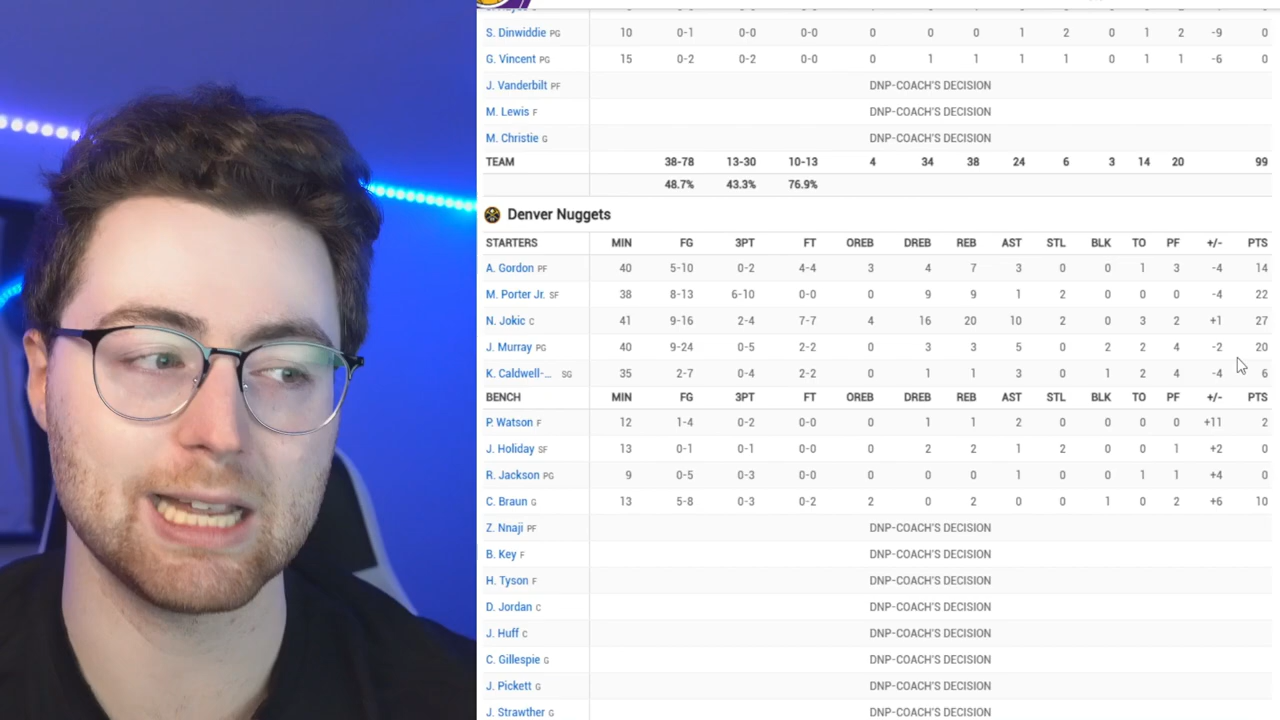 S. Dinwiddie PG 10 0-1 0-0 0-0 0 0 0 1 2 0 1 2 -9 0
G. Vincent PG 15 0-2 0-2 0-0 0 1 1 1 1 0 1 1 -6 0
J. Vanderbilt PF DNP-COACH'S DECISION
M. Lewis F DNP-COACH'S DECISION
M. Christie G DNP-COACH'S DECISION
TEAM 38-78 13-30 10-13 4 34 38 24 6 3 14 20 99
48.7% 43.3% 76.9%
Denver Nuggets
STARTERS MIN FG 3PT FT OREB DREB REB AST STL BLK TO PF +/- PTS
A. Gordon PF 40 5-10 0-2 4-4 3 4 7 3 0 0 1 3 -4 14
M. Porter Jr. SF 38 8-13 6-10 0-0 0 9 9 1 2 0 0 0 -4 22
N. Jokic C 41 9-16 2-4 7-7 4 16 20 10 2 0 3 2 +1 27
J. Murray PG 40 9-24 0-5 2-2 0 3 3 5 0 2 2 4 -2 20
K. Caldwell-... SG 35 2-7 0-4 2-2 0 1 1 3 0 1 2 4 -4 6
BENCH MIN FG 3PT FT OREB DREB REB AST STL BLK TO PF +/- PTS
P. Watson F 12 1-4 0-2 0-0 0 1 1 2 0 0 0 0 +11 2
J. Holiday SF 13 0-1 0-1 0-0 0 2 2 1 2 0 0 1 +2 0
R. Jackson PG 9 0-5 0-3 0-0 0 0 0 1 0 0 1 1 +4 0
C. Braun G 13 5-8 0-3 0-2 2 0 2 0 0 1 0 2 +6 10
Z. Nnaji PF DNP-COACH'S DECISION
B. Key F DNP-COACH'S DECISION
H. Tyson F DNP-COACH'S DECISION
D. Jordan C DNP-COACH'S DECISION
J. Huff C DNP-COACH'S DECISION
C. Gillespie G DNP-COACH'S DECISION
J. Pickett G DNP-COACH'S DECISION
J. Strawther G DNP-COACH'S DECISION